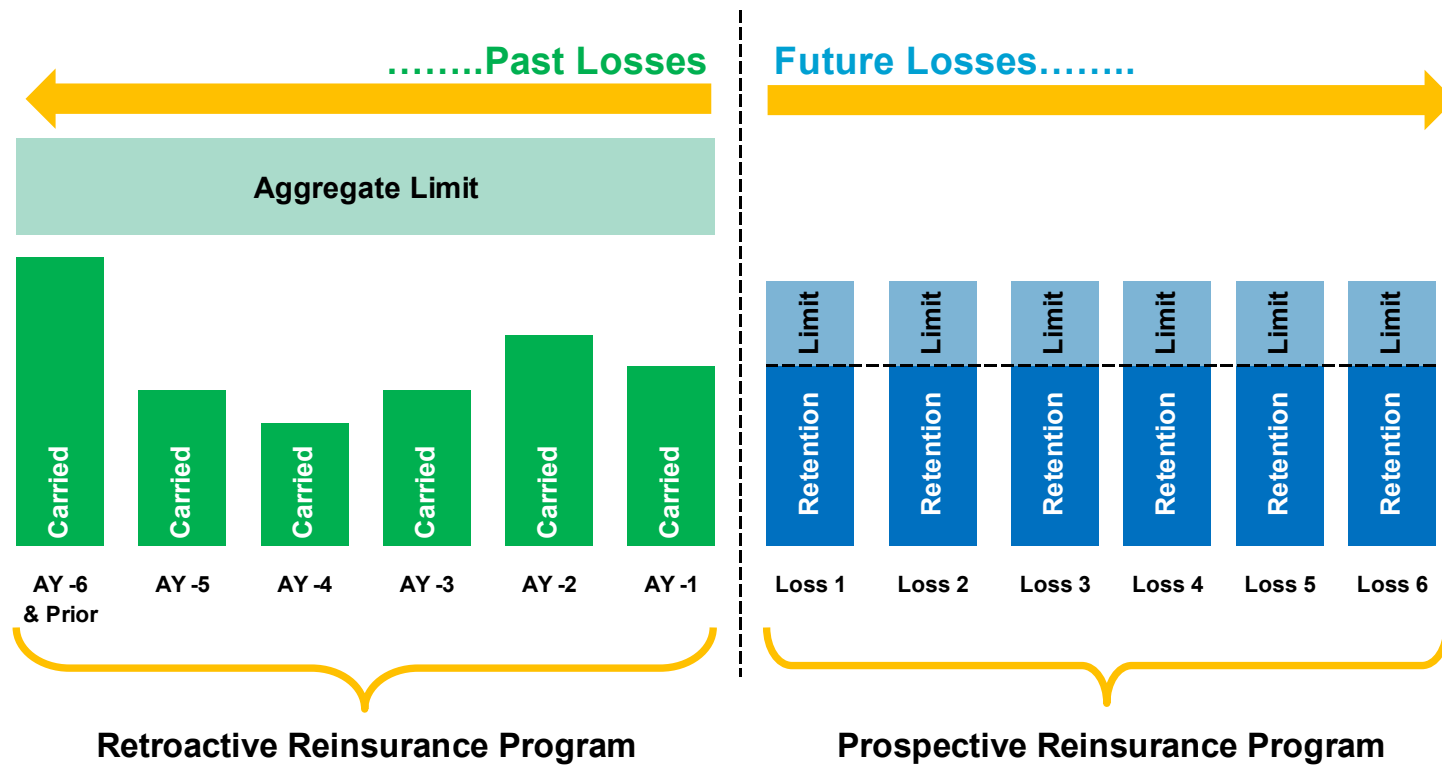 ……..Past Losses
Future Losses……..
Aggregate Limit
Carried
Carried
Carried
Carried
Carried
Carried
Limit
Limit
Limit
Limit
Limit
Limit
Retention
Retention
Retention
Retention
Retention
Retention
AY -6
& Prior
AY -5
AY -4
AY -3
AY -2
AY -1
Loss 1
Loss 2
Loss 3
Loss 4
Loss 5
Loss 6
Retroactive Reinsurance Program
Prospective Reinsurance Program